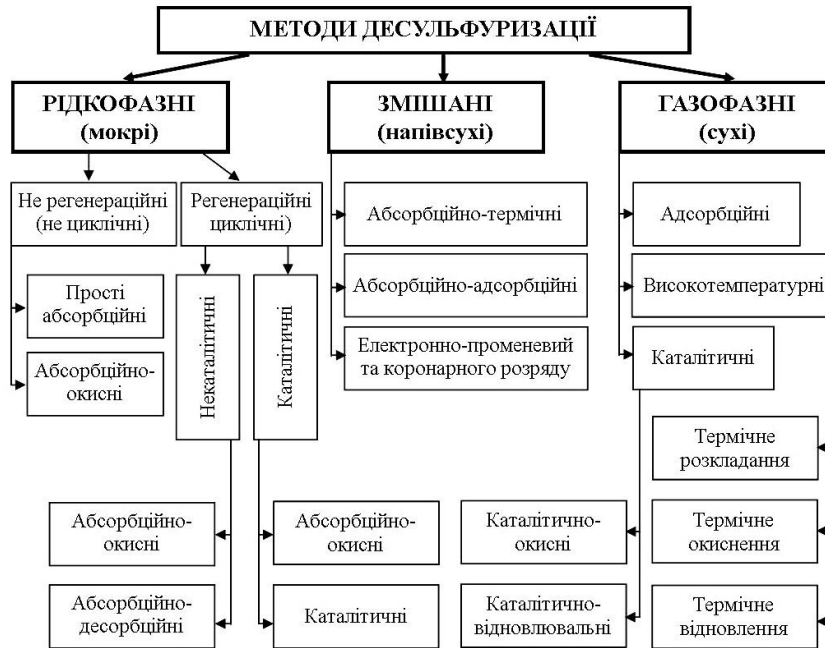 МЕТОДИ ДЕСУЛЬФУРИЗАЦІЇ
РІДКОФАЗНІ
(мокрі)
ЗМІШАНІ
(напівсухі)
ГАЗОФАЗНІ
(сухі)
Не регенераційні
(не циклічні)
Регенераційні
циклічні)
Прості
абсорбційні
Абсорбційно-
окисні
Некаталітичні
Каталітичні
Абсорбційно-
окисні
Абсорбційно-
десорбційні
Абсорбційно-
окисні
Каталітичні
Абсорбційно-термічні
Абсорбційно-адсорбційні
Електронно-променевий
та коронарного розряду
Адсорбційні
Високотемпературні
Каталітичні
Каталітично-
окисні
Каталітично-
відновлювальні
Термічне
розкладання
Термічне
окиснення
Термічне
відновлення